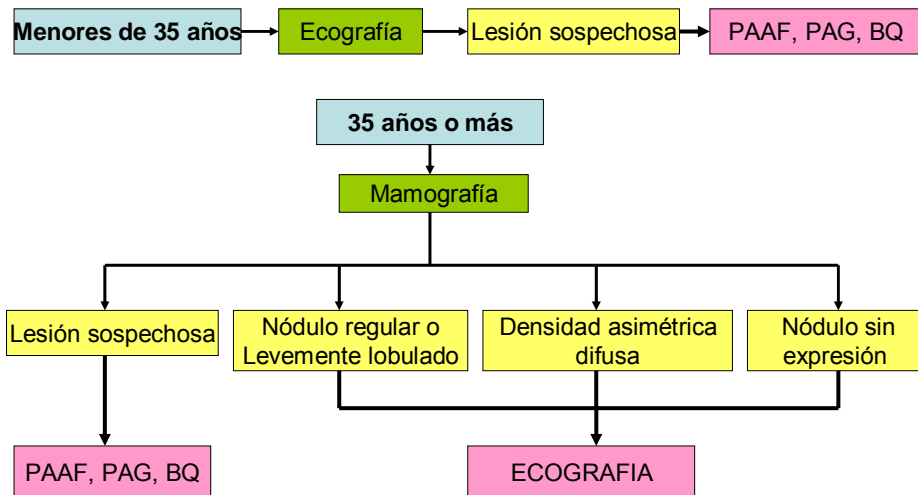 Menores de 35 años
Ecografía
Lesión sospechosa
PAAF, PAG, BQ
35 años o más
Mamografía
Lesión sospechosa
Nódulo regular o
Levemente lobulado
Densidad asimétrica
difusa
Nódulo sin
expresión
PAAF, PAG, BQ
ECOGRAFIA